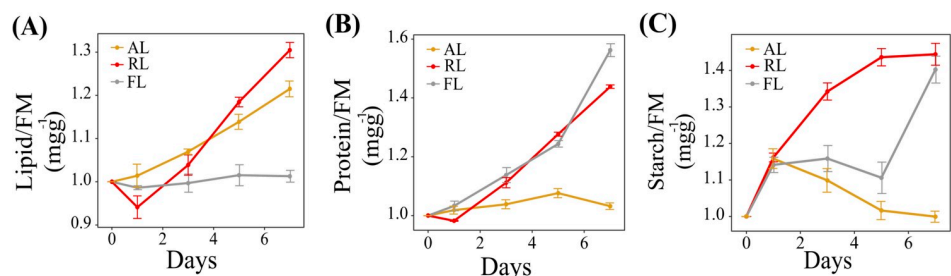 (A)
AL
RL
FL
1.3
1.2
1.1
1.0
0.9
Lipid/FM
(mgg-1)
0 2 4 6
Days
(B)
AL
RL
FL
1.6
1.4
1.2
1.0
Protein/FM
(mgg-1)
0 2 4 6
Days
(C)
AL
RL
FL
1.4
1.3
1.2
1.1
1.0
Starch/FM
(mgg-1)
0 2 4 6
Days